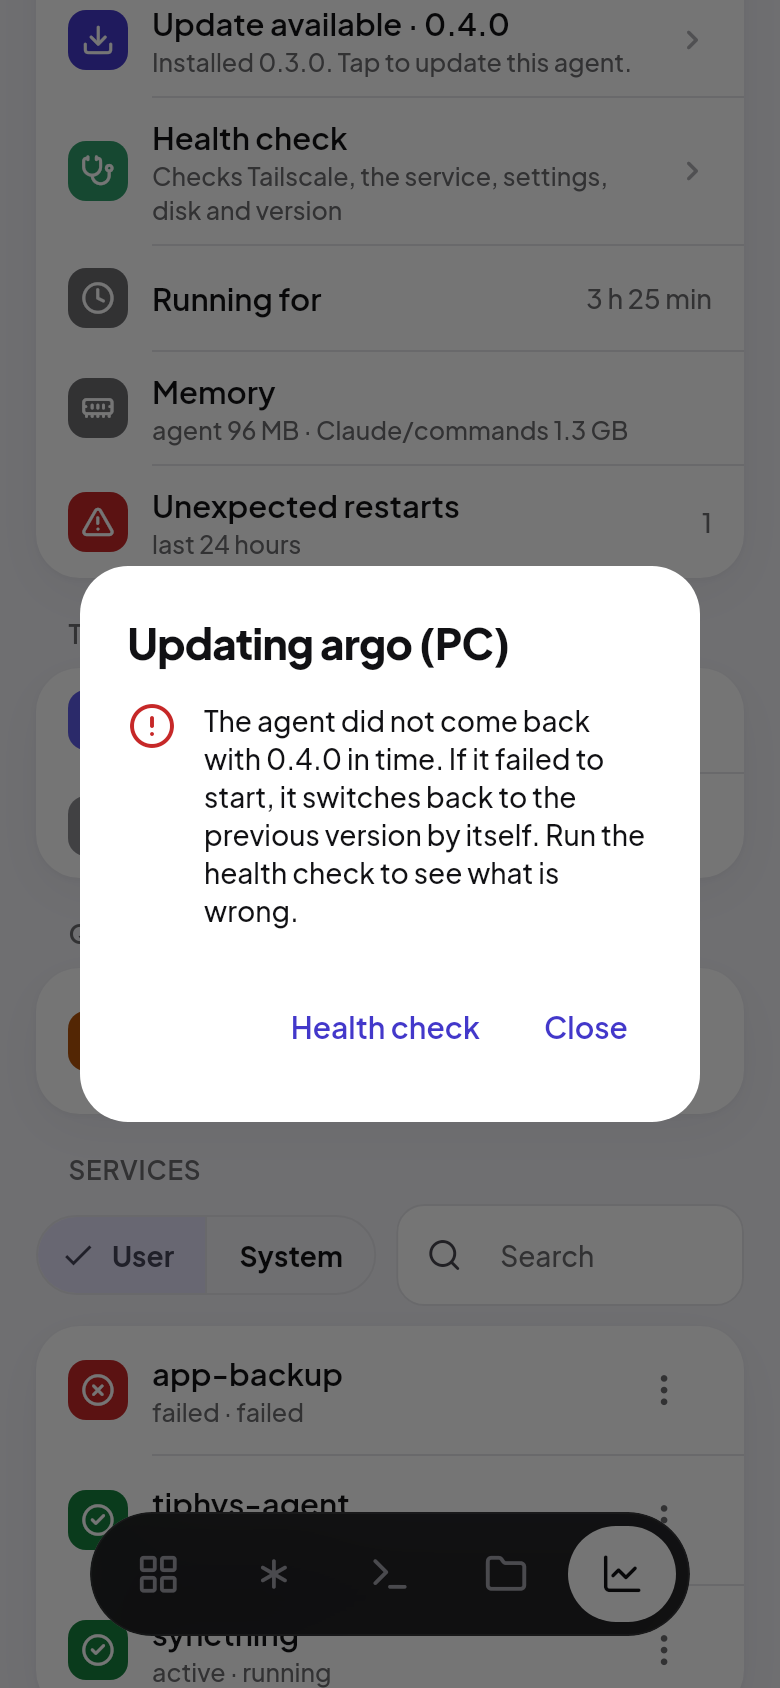 Update available · 0.4.0
Installed 0.3.0. Tap to update this agent.
Health check
Checks Tailscale, the service, settings,
disk and version
Running for
3 h 25 min
Memory
agent 96 MB · Claude/commands 1.3 GB
Unexpected restarts
1
last 24 hours
Updating argo (PC)
The agent did not come back
with 0.4.0 in time. If it failed to
start, it switches back to the
previous version by itself. Run the
health check to see what is
wrong.
Health check
Close
SERVICES
User
System
Search
app-backup
failed · failed
tiphys-agent
syncthing
active · running